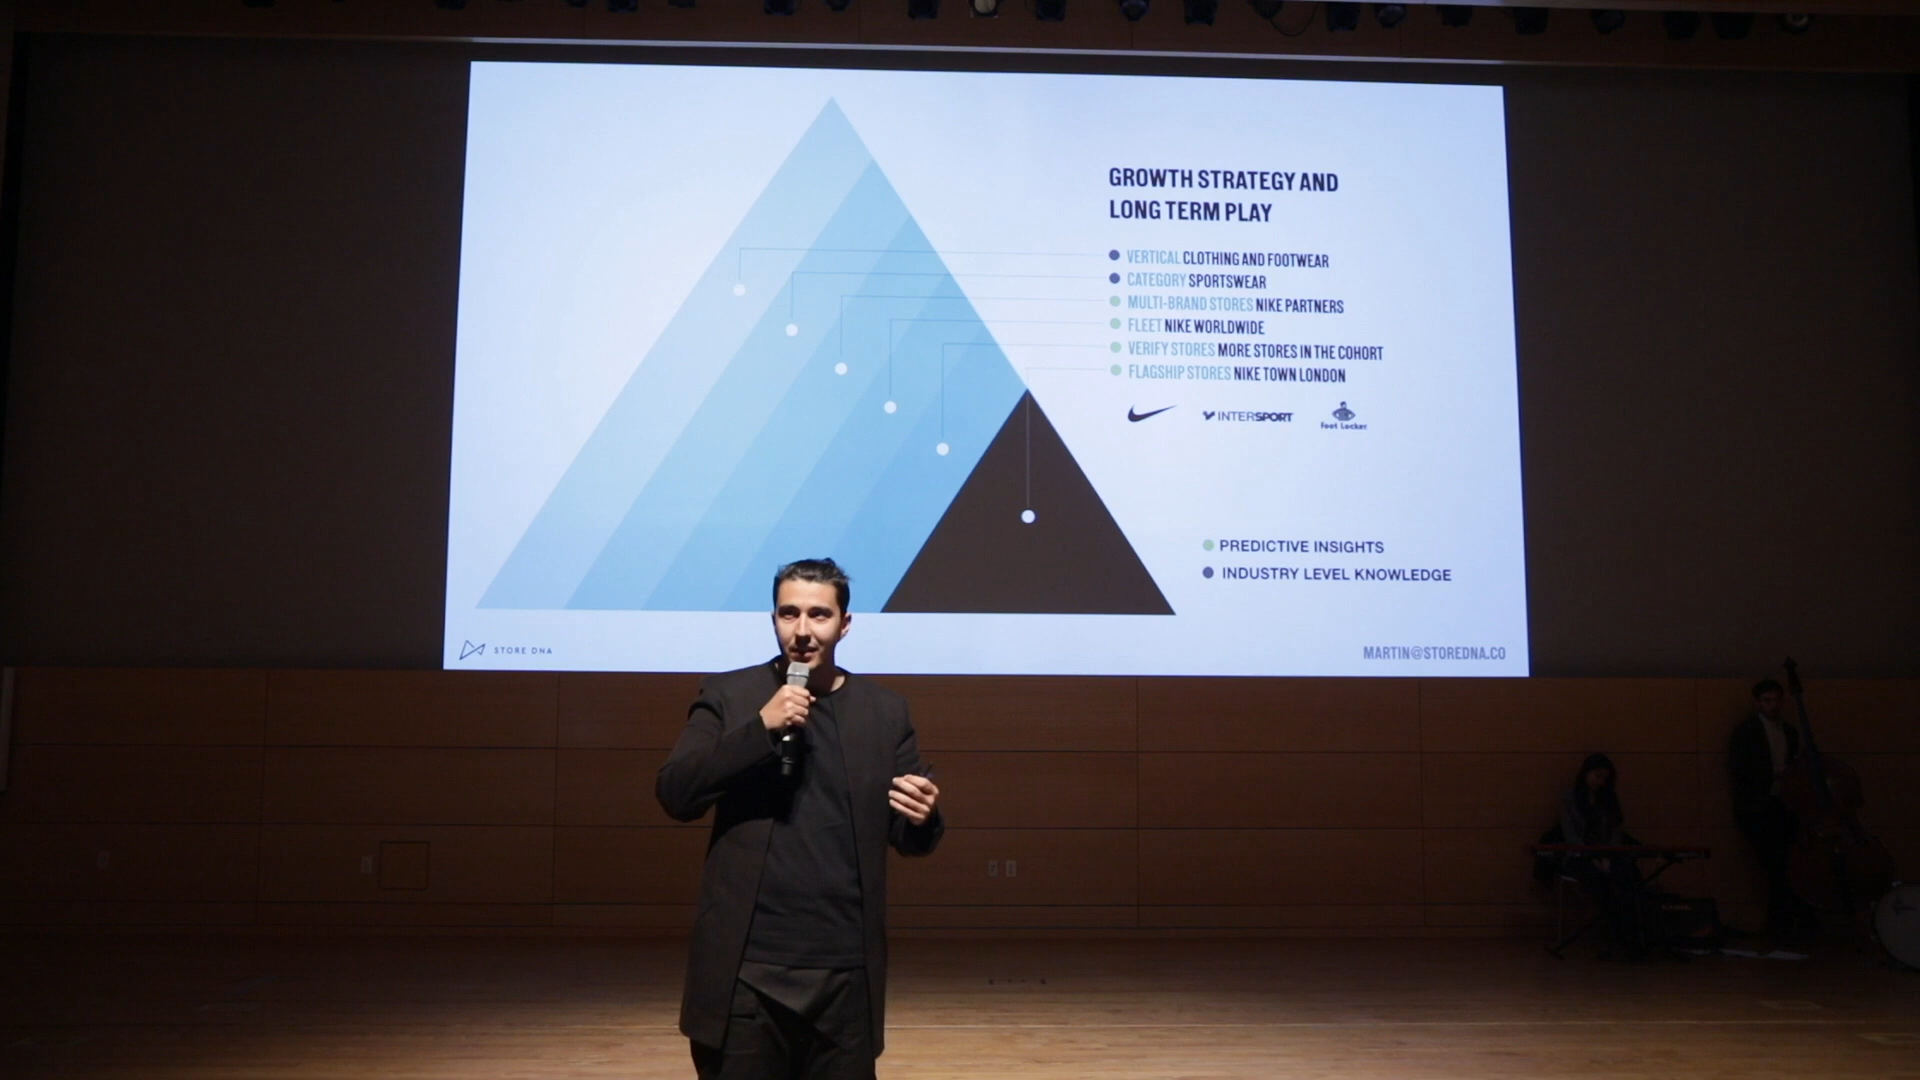 GROWTH STRATEGY AND
LONG TERM PLAY
VERTICAL CLOTHING AND FOOTWEAR
CATEGORY SPORTSWEAR
MULTI-BRAND STORES NIKE PARTNERS
FLEET NIKE WORLDWIDE
VERIFY STORES MORE STORES IN THE COHORT
FLAGSHIP STORES NIKE TOWN LONDON
INTERSPORT
Foot Locker
PREDICTIVE INSIGHTS
INDUSTRY LEVEL KNOWLEDGE
STORE DNA
MARTIN@STOREDNA.CO